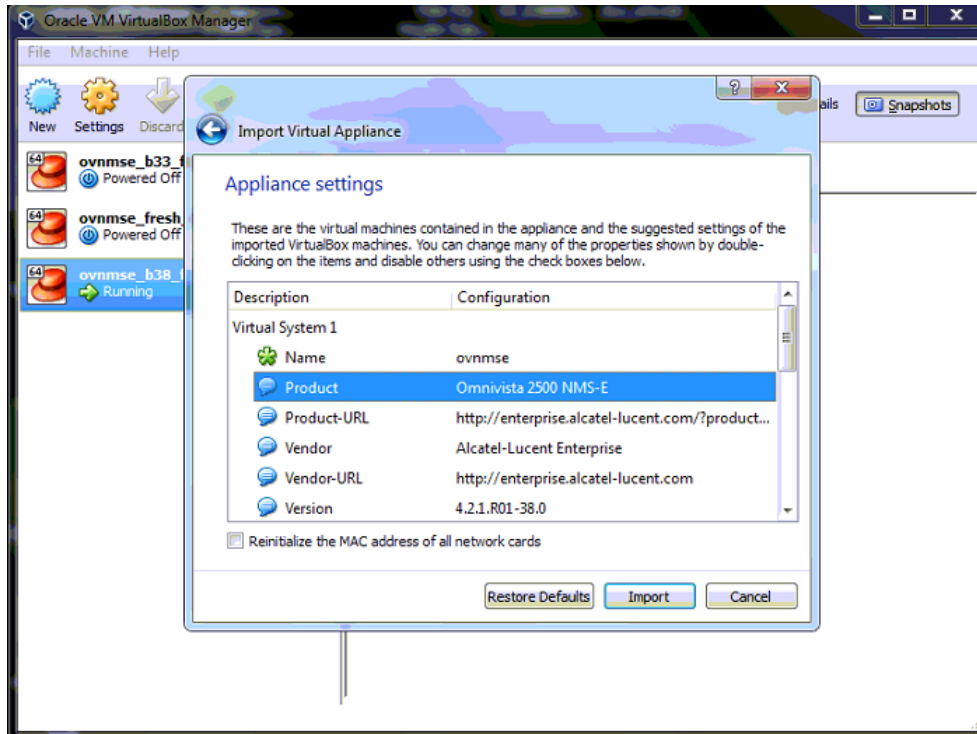 Oracle VM VirtualBox Manager
File Machine Help
New Settings Discard
ails Snapshots
64 ovnmse_b33_f
Powered Off
64 ovnmse_fresh_
Powered Off
64 ovnmse_b38_f
Running
Import Virtual Appliance
Appliance settings
These are the virtual machines contained in the appliance and the suggested settings of the
imported VirtualBox machines. You can change many of the properties shown by double-
clicking on the items and disable others using the check boxes below.
Description Configuration
Virtual System 1
Name ovnmse
Product Omnivista 2500 NMS-E
Product-URL http://enterprise.alcatel-lucent.com/?product...
Vendor Alcatel-Lucent Enterprise
Vendor-URL http://enterprise.alcatel-lucent.com
Version 4.2.1.R01-38.0
Reinitialize the MAC address of all network cards
Restore Defaults Import Cancel